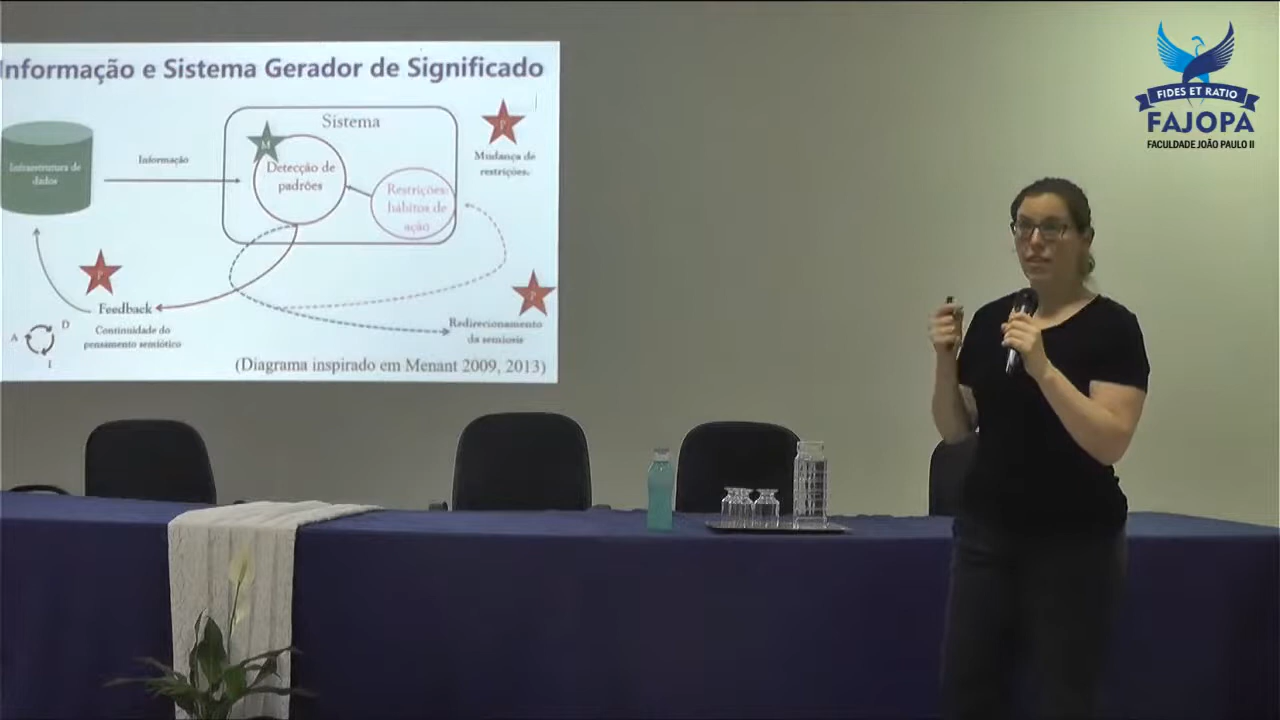 Informação e Sistema Gerador de Significado
Sistema
P
M
Infraestrutura de
dados
Informação
Detecção de
padrões
Restrições:
hábitos de
ação
Mudança de
restrições.
P
P
Feedback
Continuidade do
pensamento semiótico
Redirecionamento
da semiosis
D
A
I
(Diagrama inspirado em Menant 2009, 2013)
FIDES ET RATIO
FAJOPA
FACULDADE JOÃO PAULO II